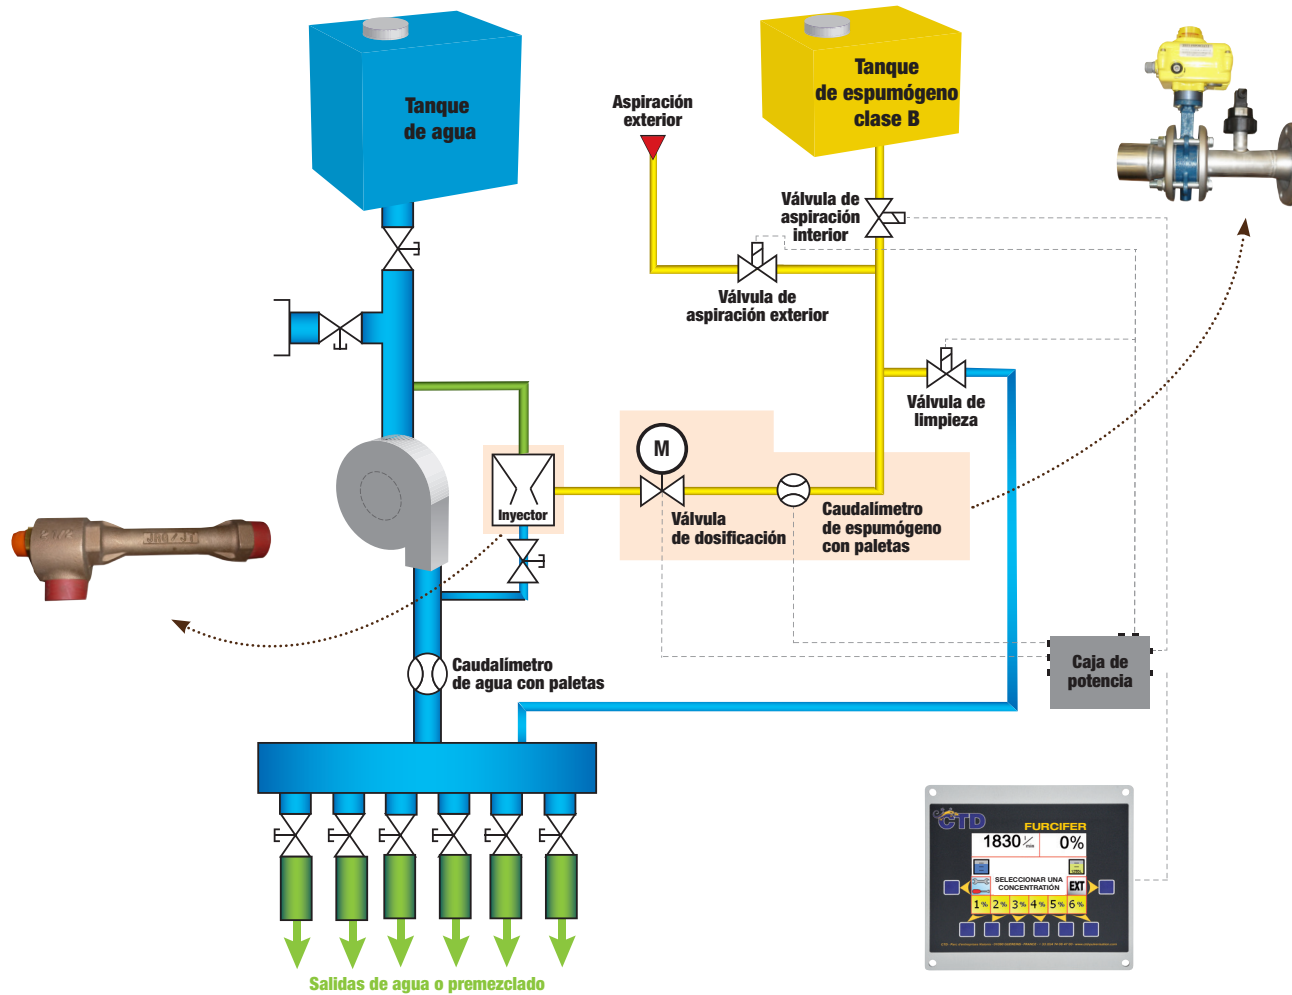 Tanque
de agua
Aspiración
exterior
Tanque
de espumógeno
clase B
Válvula de
aspiración
interior
Válvula de
aspiración exterior
Válvula de
limpieza
M
Inyector
Válvula
de dosificación
Caudalímetro
de espumógeno
con paletas
Caudalímetro
de agua con paletas
Caja de
potencia
CTD
FURCIFER
1830 l/min 0%
SELECCIONAR UNA
CONCENTRATIÓN
EXT
1% 2% 3% 4% 5% 6%
Salidas de agua o premezclado